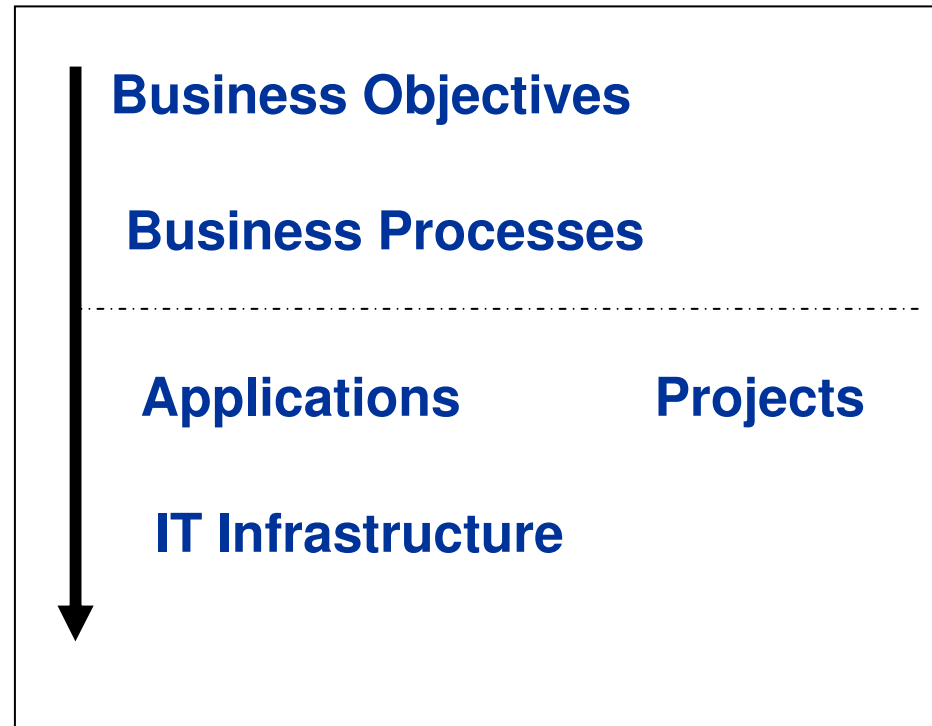 Business Objectives
Business Processes
Applications Projects
IT Infrastructure